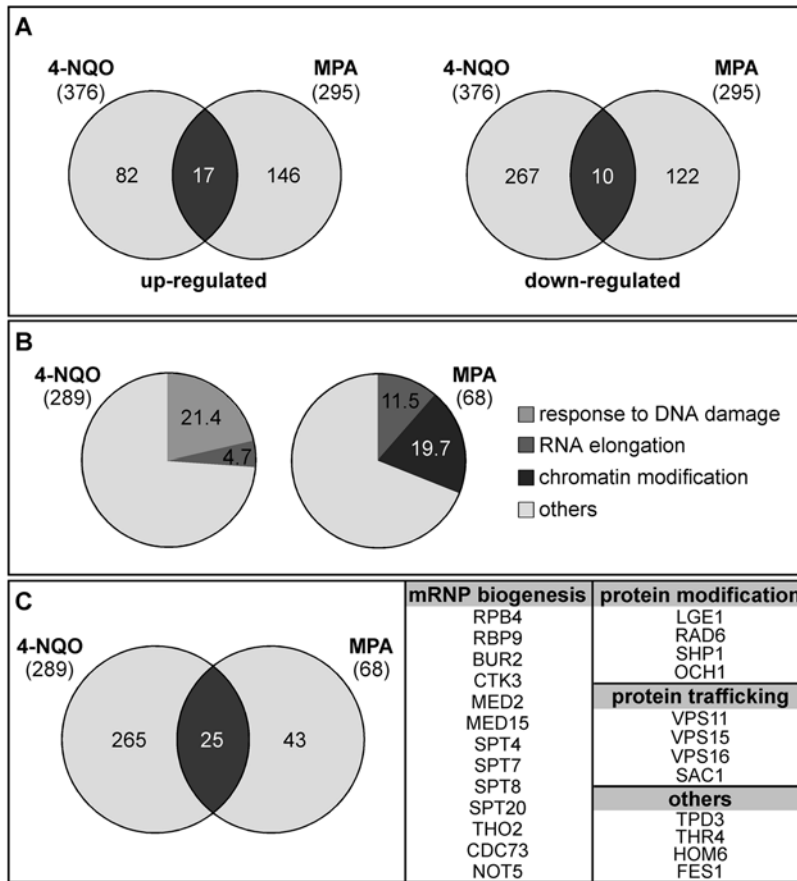 A
4-NQO
(376)
MPA
(295)
82
17
146
up-regulated
4-NQO
(376)
MPA
(295)
267
10
122
down-regulated
B
4-NQO
(289)
21.4
4.7
MPA
(68)
11.5
19.7
response to DNA damage
RNA elongation
chromatin modification
others
C
4-NQO
(289)
MPA
(68)
265
25
43
mRNP biogenesis
RPB4
RBP9
BUR2
CTK3
MED2
MED15
SPT4
SPT7
SPT8
SPT20
THO2
CDC73
NOT5
protein modification
LGE1
RAD6
SHP1
OCH1
protein trafficking
VPS11
VPS15
VPS16
SAC1
others
TPD3
THR4
HOM6
FES1